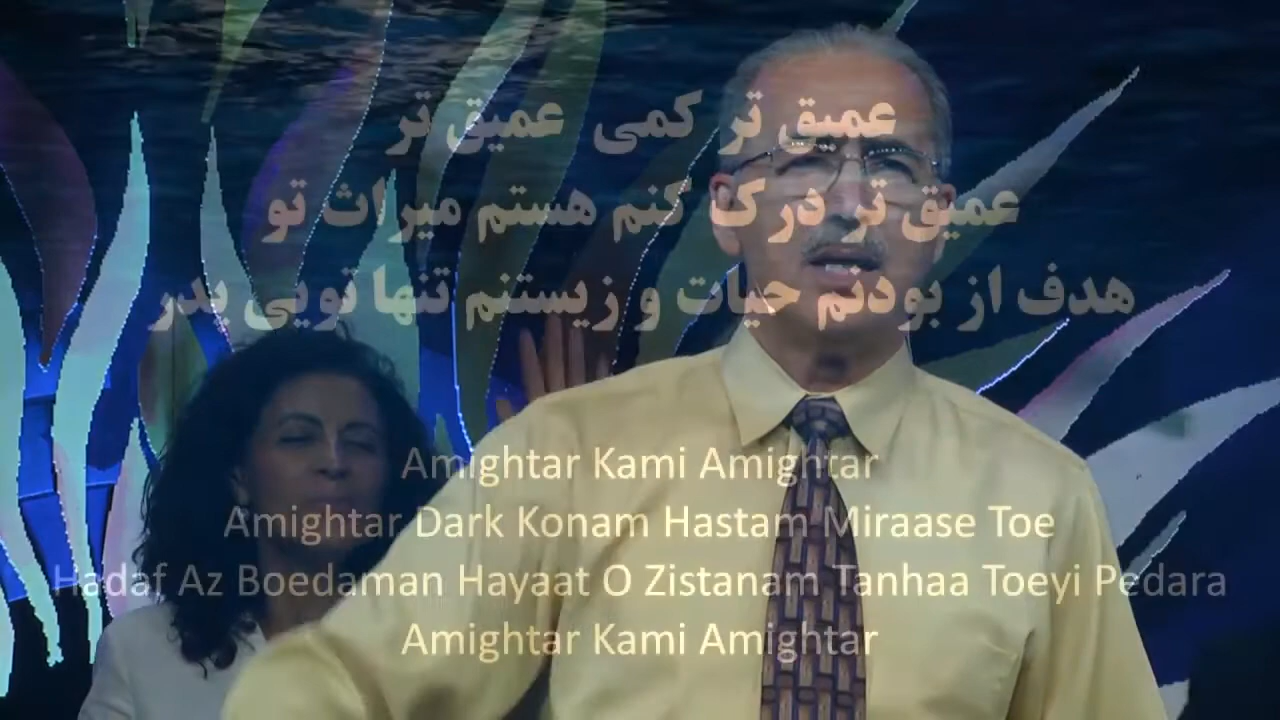 عمیق تر کمی عمیق تر
عمیق تر درک کنم هستم میراث تو
هدف از بودنم حیات و زیستنم تنها تویی پدر
Amightar Kami Amightar
Amightar Dark Konam Hastam Miraase Toe
Hadaf Az Boedaman Hayaat O Zistanam Tanhaa Toeyi Pedara
Amightar Kami Amightar